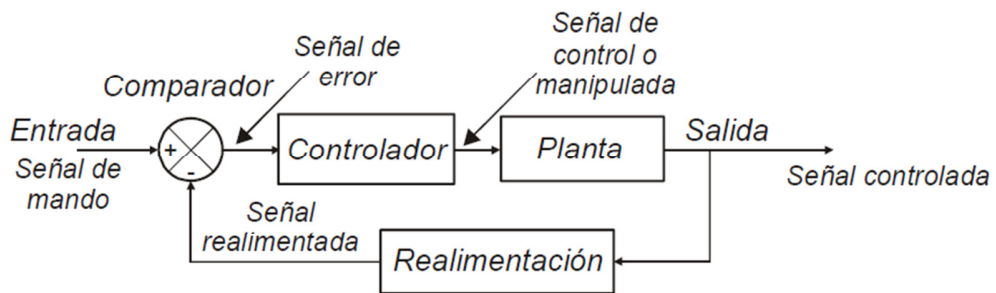 Señal de
error
Señal de
control o
manipulada
Comparador
Entrada
Señal de
mando
+
-
Controlador
Planta
Salida
Señal controlada
Señal
realimentada
Realimentación